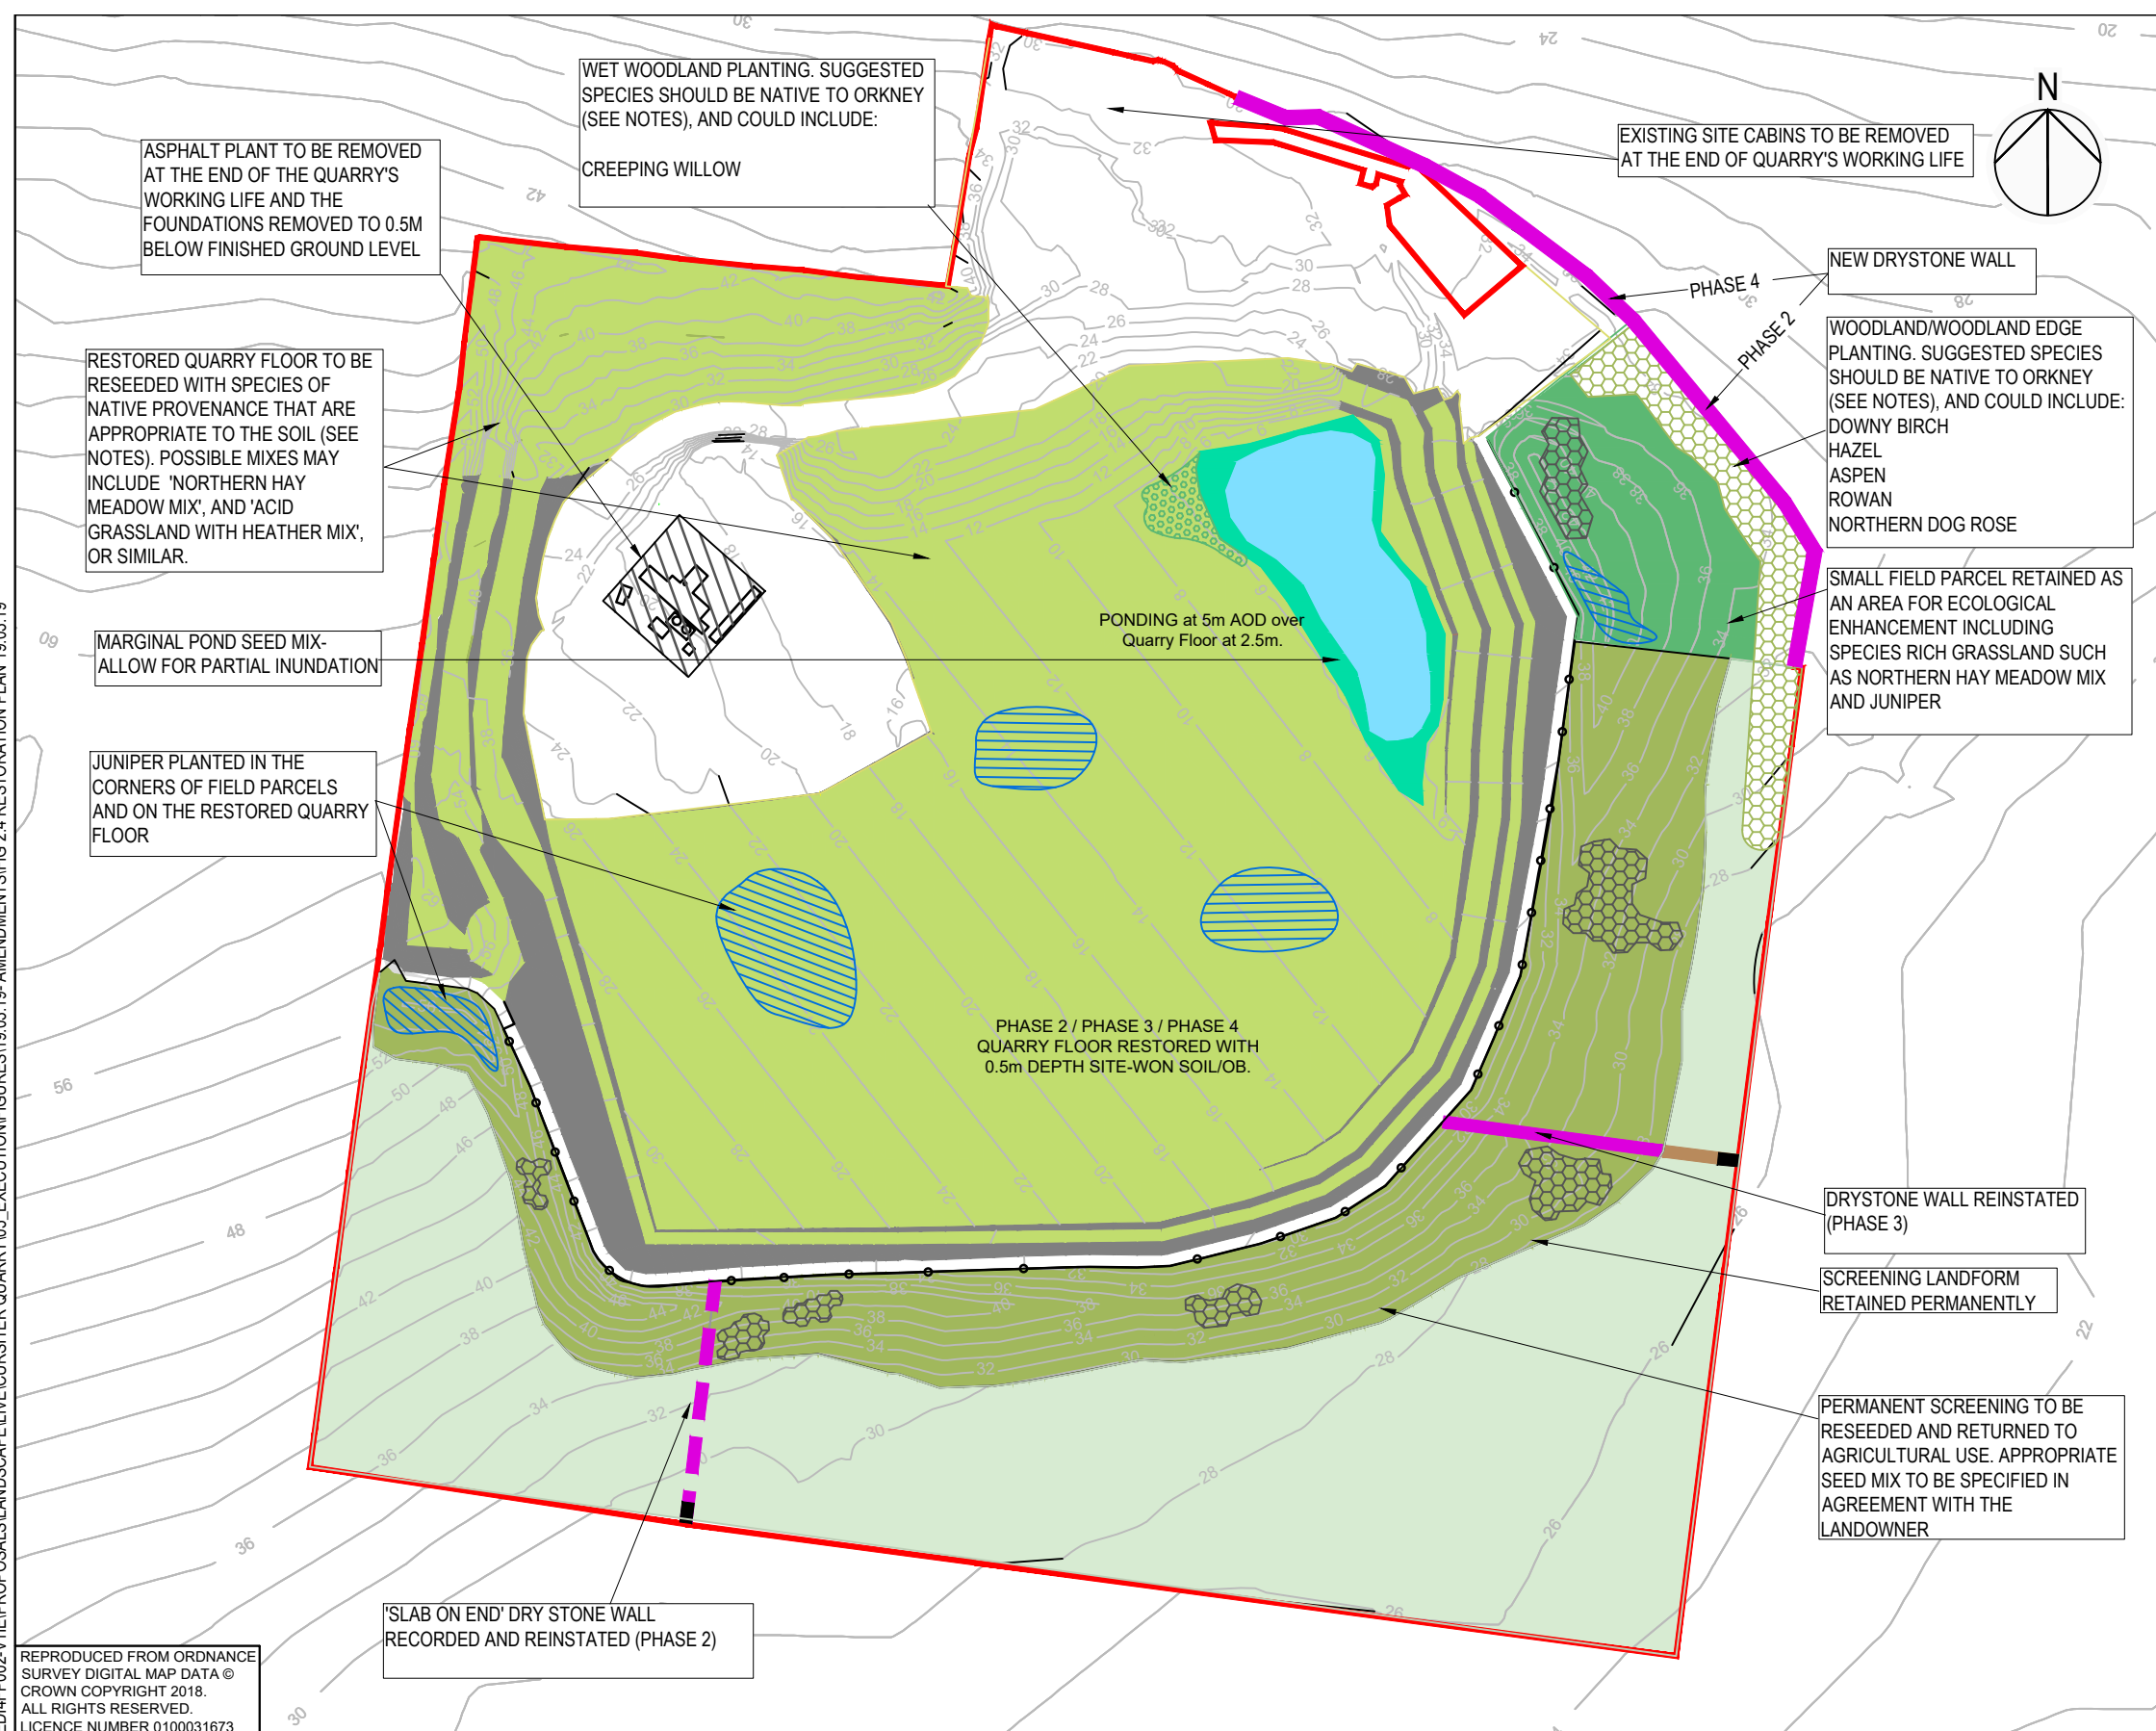 WET WOODLAND PLANTING. SUGGESTED
SPECIES SHOULD BE NATIVE TO ORKNEY
(SEE NOTES), AND COULD INCLUDE:
CREEPING WILLOW
N
EXISTING SITE CABINS TO BE REMOVED
AT THE END OF QUARRY'S WORKING LIFE
ASPHALT PLANT TO BE REMOVED
AT THE END OF THE QUARRY'S
WORKING LIFE AND THE
FOUNDATIONS REMOVED TO 0.5M
BELOW FINISHED GROUND LEVEL
NEW DRYSTONE WALL
PHASE 4
PHASE 2
WOODLAND/WOODLAND EDGE
PLANTING. SUGGESTED SPECIES
SHOULD BE NATIVE TO ORKNEY
(SEE NOTES), AND COULD INCLUDE:
DOWNY BIRCH
HAZEL
ASPEN
ROWAN
NORTHERN DOG ROSE
RESTORED QUARRY FLOOR TO BE
RESEEDED WITH SPECIES OF
NATIVE PROVENANCE THAT ARE
APPROPRIATE TO THE SOIL (SEE
NOTES). POSSIBLE MIXES MAY
INCLUDE 'NORTHERN HAY
MEADOW MIX', AND 'ACID
GRASSLAND WITH HEATHER MIX',
OR SIMILAR.
SMALL FIELD PARCEL RETAINED AS
AN AREA FOR ECOLOGICAL
ENHANCEMENT INCLUDING
SPECIES RICH GRASSLAND SUCH
AS NORTHERN HAY MEADOW MIX
AND JUNIPER
PONDING at 5m AOD over
Quarry Floor at 2.5m.
MARGINAL POND SEED MIX-
ALLOW FOR PARTIAL INUNDATION
JUNIPER PLANTED IN THE
CORNERS OF FIELD PARCELS
AND ON THE RESTORED QUARRY
FLOOR
PHASE 2 / PHASE 3 / PHASE 4
QUARRY FLOOR RESTORED WITH
0.5m DEPTH SITE-WON SOIL/OB.
DRYSTONE WALL REINSTATED
(PHASE 3)
SCREENING LANDFORM
RETAINED PERMANENTLY
PERMANENT SCREENING TO BE
RESEEDED AND RETURNED TO
AGRICULTURAL USE. APPROPRIATE
SEED MIX TO BE SPECIFIED IN
AGREEMENT WITH THE
LANDOWNER
'SLAB ON END' DRY STONE WALL
RECORDED AND REINSTATED (PHASE 2)
REPRODUCED FROM ORDNANCE
SURVEY DIGITAL MAP DATA ©
CROWN COPYRIGHT 2018.
ALL RIGHTS RESERVED.
LICENCE NUMBER 0100031673